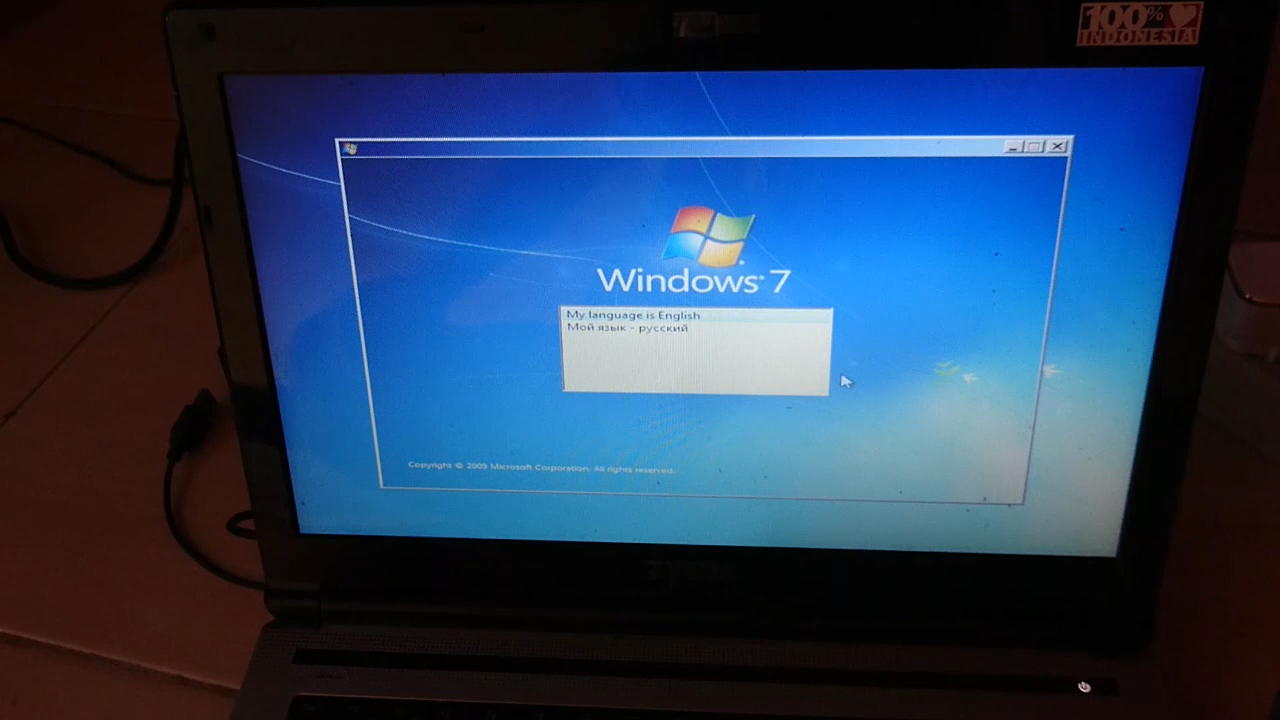 100%
INDONESIA
Windows 7
My language is English
Мой язык - русский
Copyright © 2009 Microsoft Corporation. All rights reserved.